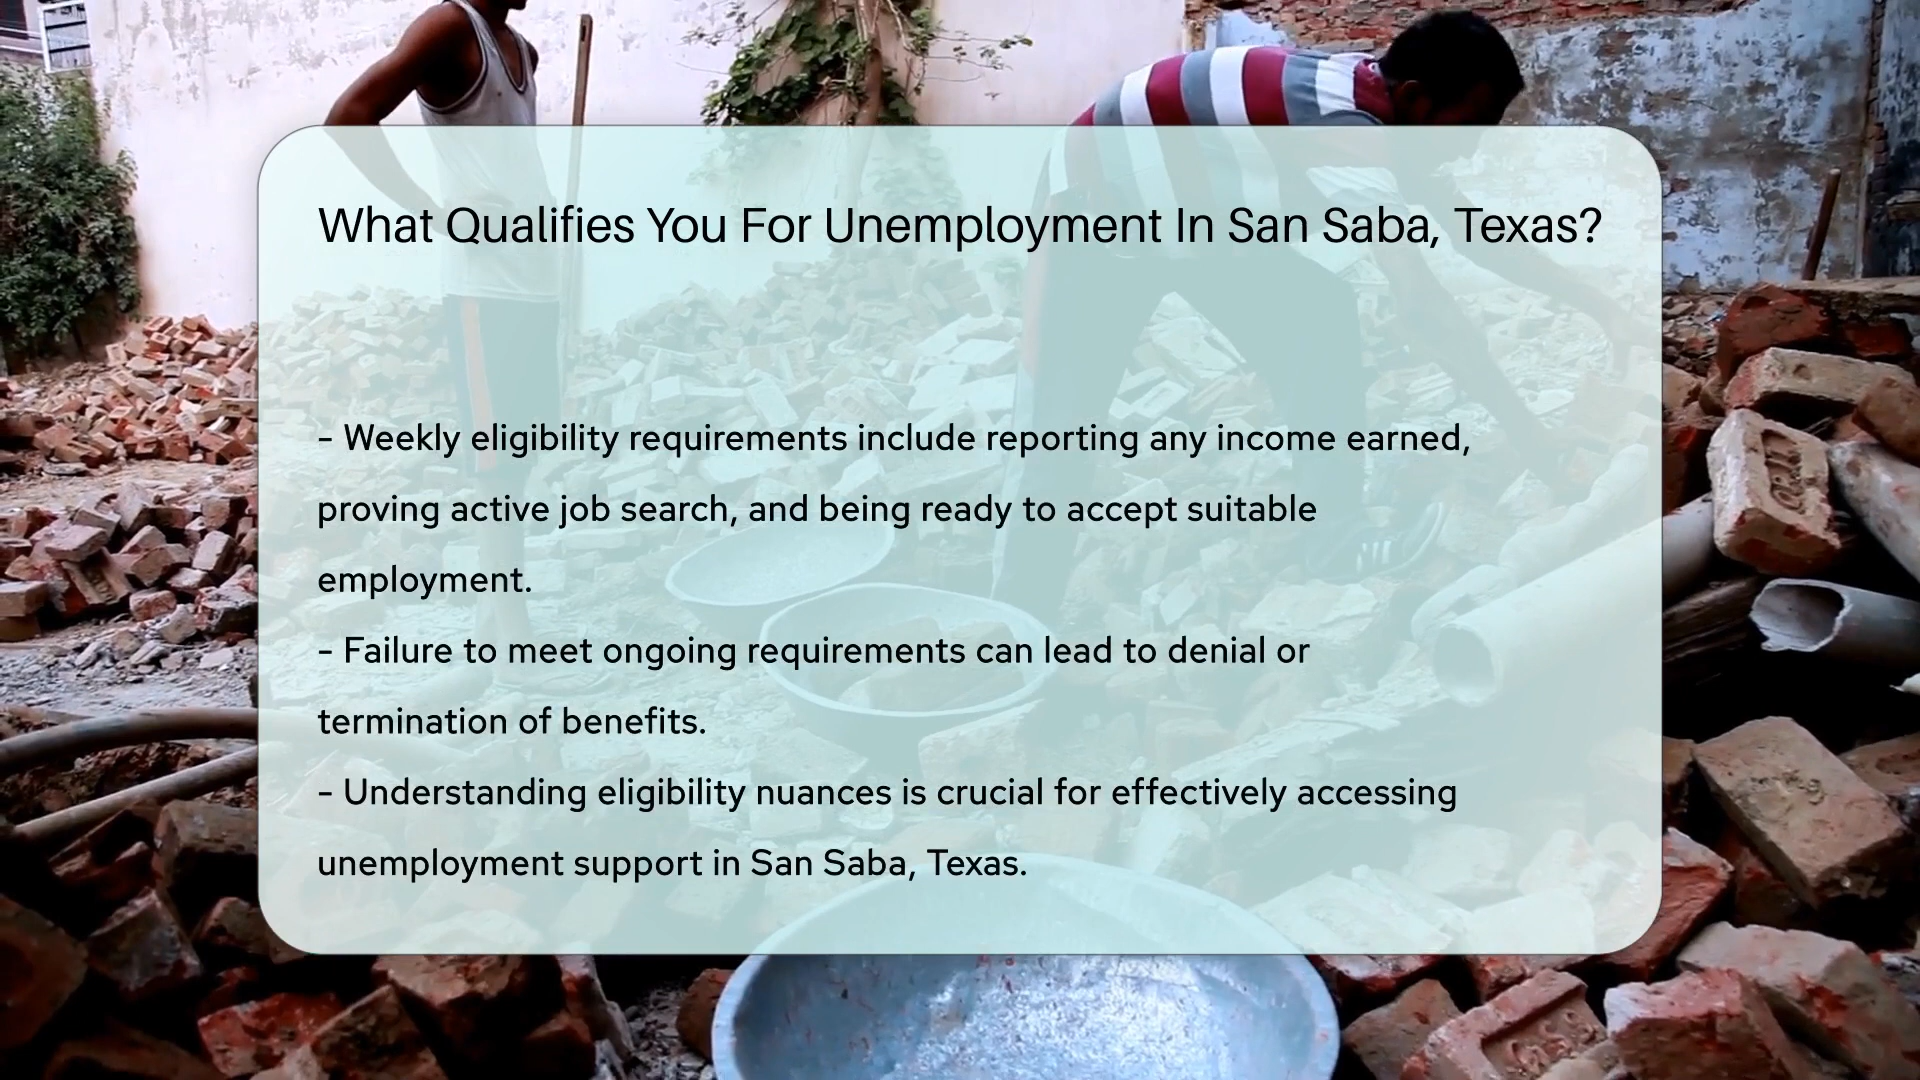 What Qualifies You For Unemployment In San Saba, Texas?
- Weekly eligibility requirements include reporting any income earned,
proving active job search, and being ready to accept suitable
employment.
- Failure to meet ongoing requirements can lead to denial or
termination of benefits.
- Understanding eligibility nuances is crucial for effectively accessing
unemployment support in San Saba, Texas.